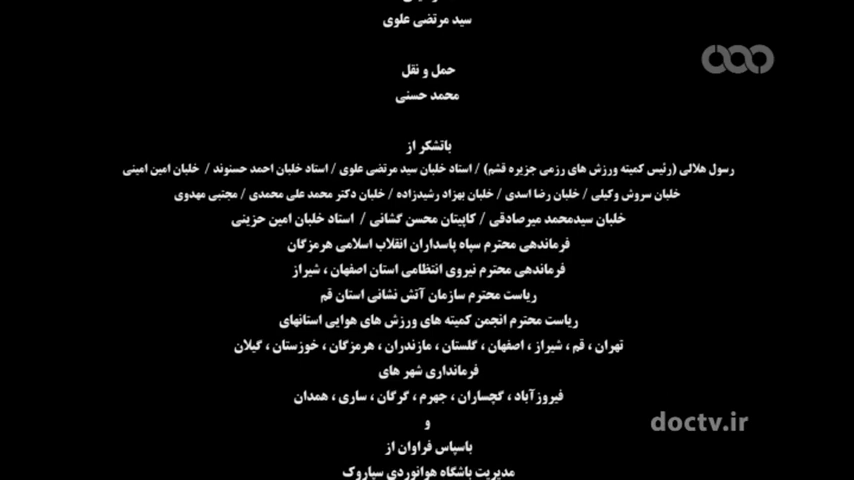 سید مرتضی علوی
حمل و نقل
محمد حسنی
باتشکر از
رسول هلالی (رئیس کمیته ورزش های رزمی جزیره قشم) / استاد خلبان سید مرتضی علوی / استاد خلبان احمد حسنوند / خلبان امین امینی
خلبان سروش وکیلی / خلبان رضا اسدی / خلبان بهزاد رشیدزاده / خلبان دکتر محمد علی محمدی / مجتبی مهدوی
خلبان سیدمحمد میرصادقی / کاپیتان محسن گشانی / استاد خلبان امین حزینی
فرماندهی محترم سپاه پاسداران انقلاب اسلامی هرمزگان
فرماندهی محترم نیروی انتظامی استان اصفهان ، شیراز
ریاست محترم سازمان آتش نشانی استان قم
ریاست محترم انجمن کمیته های ورزش های هوایی استانهای
تهران ، قم ، شیراز ، اصفهان ، گلستان ، مازندران ، هرمزگان ، خوزستان ، گیلان
فرمانداری شهر های
فیروزآباد ، گچساران ، جهرم ، گرگان ، ساری ، همدان
و
باسپاس فراوان از
مدیریت باشگاه هوانوردی سپاروک
doctv.ir